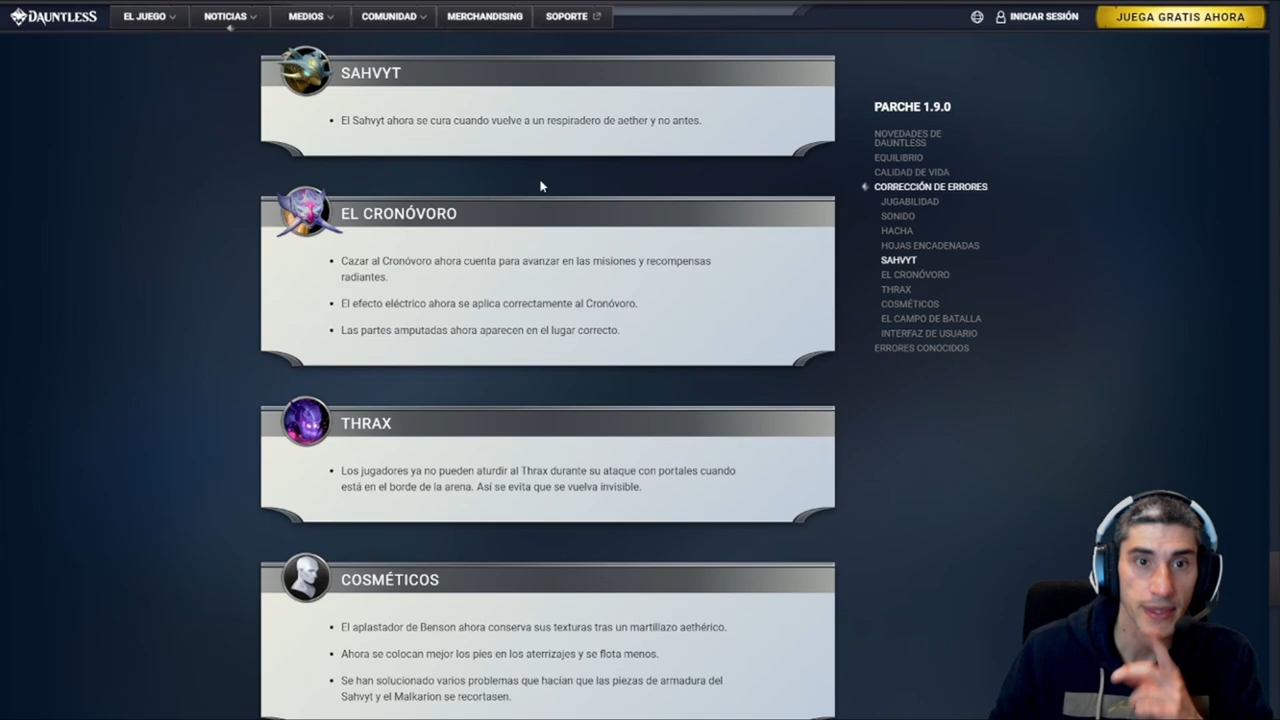 DAUNTLESS
EL JUEGO
NOTICIAS
MEDIOS
COMUNIDAD
MERCHANDISING
SOPORTE
INICIAR SESIÓN
JUEGA GRATIS AHORA
SAHVYT
• El Sahvyt ahora se cura cuando vuelve a un respiradero de aether y no antes.
EL CRONÓVORO
• Cazar al Cronóvoro ahora cuenta para avanzar en las misiones y recompensas
radiantes.
• El efecto eléctrico ahora se aplica correctamente al Cronóvoro.
• Las partes amputadas ahora aparecen en el lugar correcto.
THRAX
• Los jugadores ya no pueden aturdir al Thrax durante su ataque con portales cuando
está en el borde de la arena. Así se evita que se vuelva invisible.
COSMÉTICOS
• El aplastador de Benson ahora conserva sus texturas tras un martillazo aethérico.
• Ahora se colocan mejor los pies en los aterrizajes y se flota menos.
• Se han solucionado varios problemas que hacían que las piezas de armadura del
Sahvyt y el Malkarion se recortasen.
PARCHE 1.9.0
NOVEDADES DE
DAUNTLESS
EQUILIBRIO
CALIDAD DE VIDA
CORRECCIÓN DE ERRORES
JUGABILIDAD
SONIDO
HACHA
HOJAS ENCADENADAS
SAHVYT
EL CRONÓVORO
THRAX
COSMÉTICOS
EL CAMPO DE BATALLA
INTERFAZ DE USUARIO
ERRORES CONOCIDOS